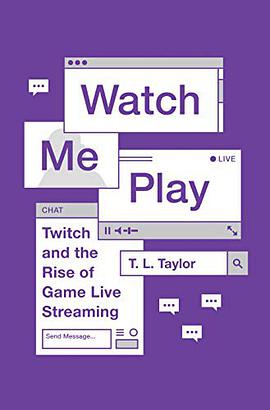 Watch
Me
LIVE
Play
CHAT
Twitch
and the
Rise of
Game Live
Streaming
T. L. Taylor
Send Message...